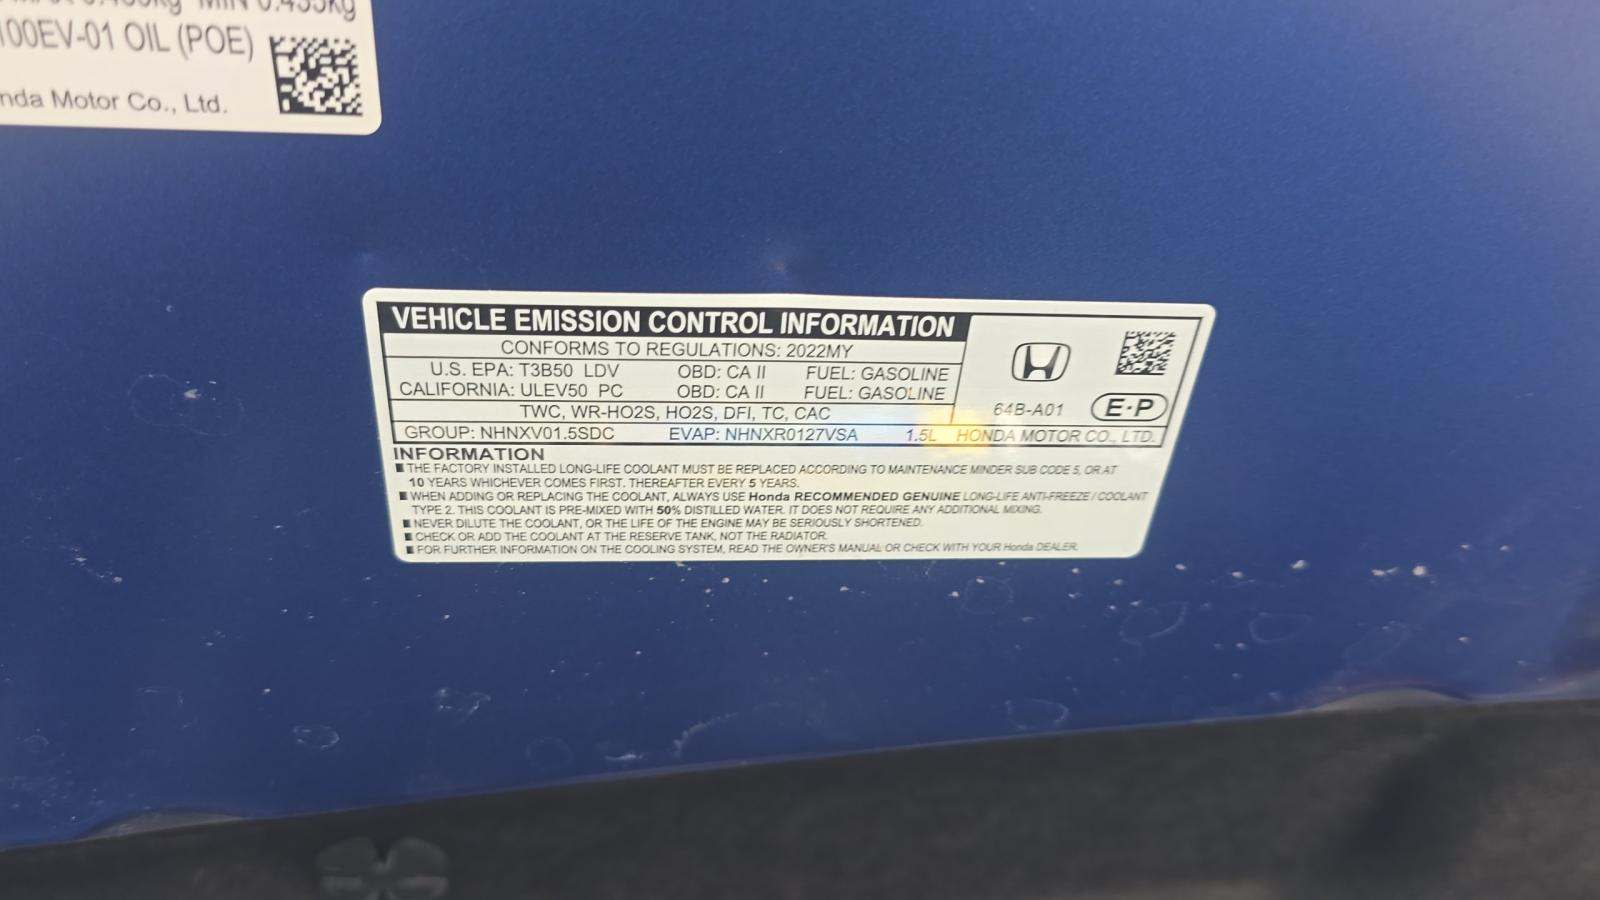 MIN 0.435kg
100EV-01 OIL (POE)
nda Motor Co., Ltd.
VEHICLE EMISSION CONTROL INFORMATION
CONFORMS TO REGULATIONS: 2022MY
U.S. EPA: T3B50 LDV OBD: CA II FUEL: GASOLINE
CALIFORNIA: ULEV50 PC OBD: CA II FUEL: GASOLINE
TWC, WR-HO2S, HO2S, DFI, TC, CAC
64B-A01 E·P
GROUP: NHNXV01.5SDC EVAP: NHNXR0127VSA 1.5L HONDA MOTOR CO., LTD.
INFORMATION
■ THE FACTORY INSTALLED LONG-LIFE COOLANT MUST BE REPLACED ACCORDING TO MAINTENANCE MINDER SUB CODE 5, OR AT
10 YEARS WHICHEVER COMES FIRST. THEREAFTER EVERY 5 YEARS.
■ WHEN ADDING OR REPLACING THE COOLANT, ALWAYS USE Honda RECOMMENDED GENUINE LONG-LIFE ANTI-FREEZE / COOLANT
TYPE 2. THIS COOLANT IS PRE-MIXED WITH 50% DISTILLED WATER. IT DOES NOT REQUIRE ANY ADDITIONAL MIXING.
■ NEVER DILUTE THE COOLANT, OR THE LIFE OF THE ENGINE MAY BE SERIOUSLY SHORTENED.
■ CHECK OR ADD THE COOLANT AT THE RESERVE TANK, NOT THE RADIATOR.
■ FOR FURTHER INFORMATION ON THE COOLING SYSTEM, READ THE OWNER'S MANUAL OR CHECK WITH YOUR Honda DEALER.